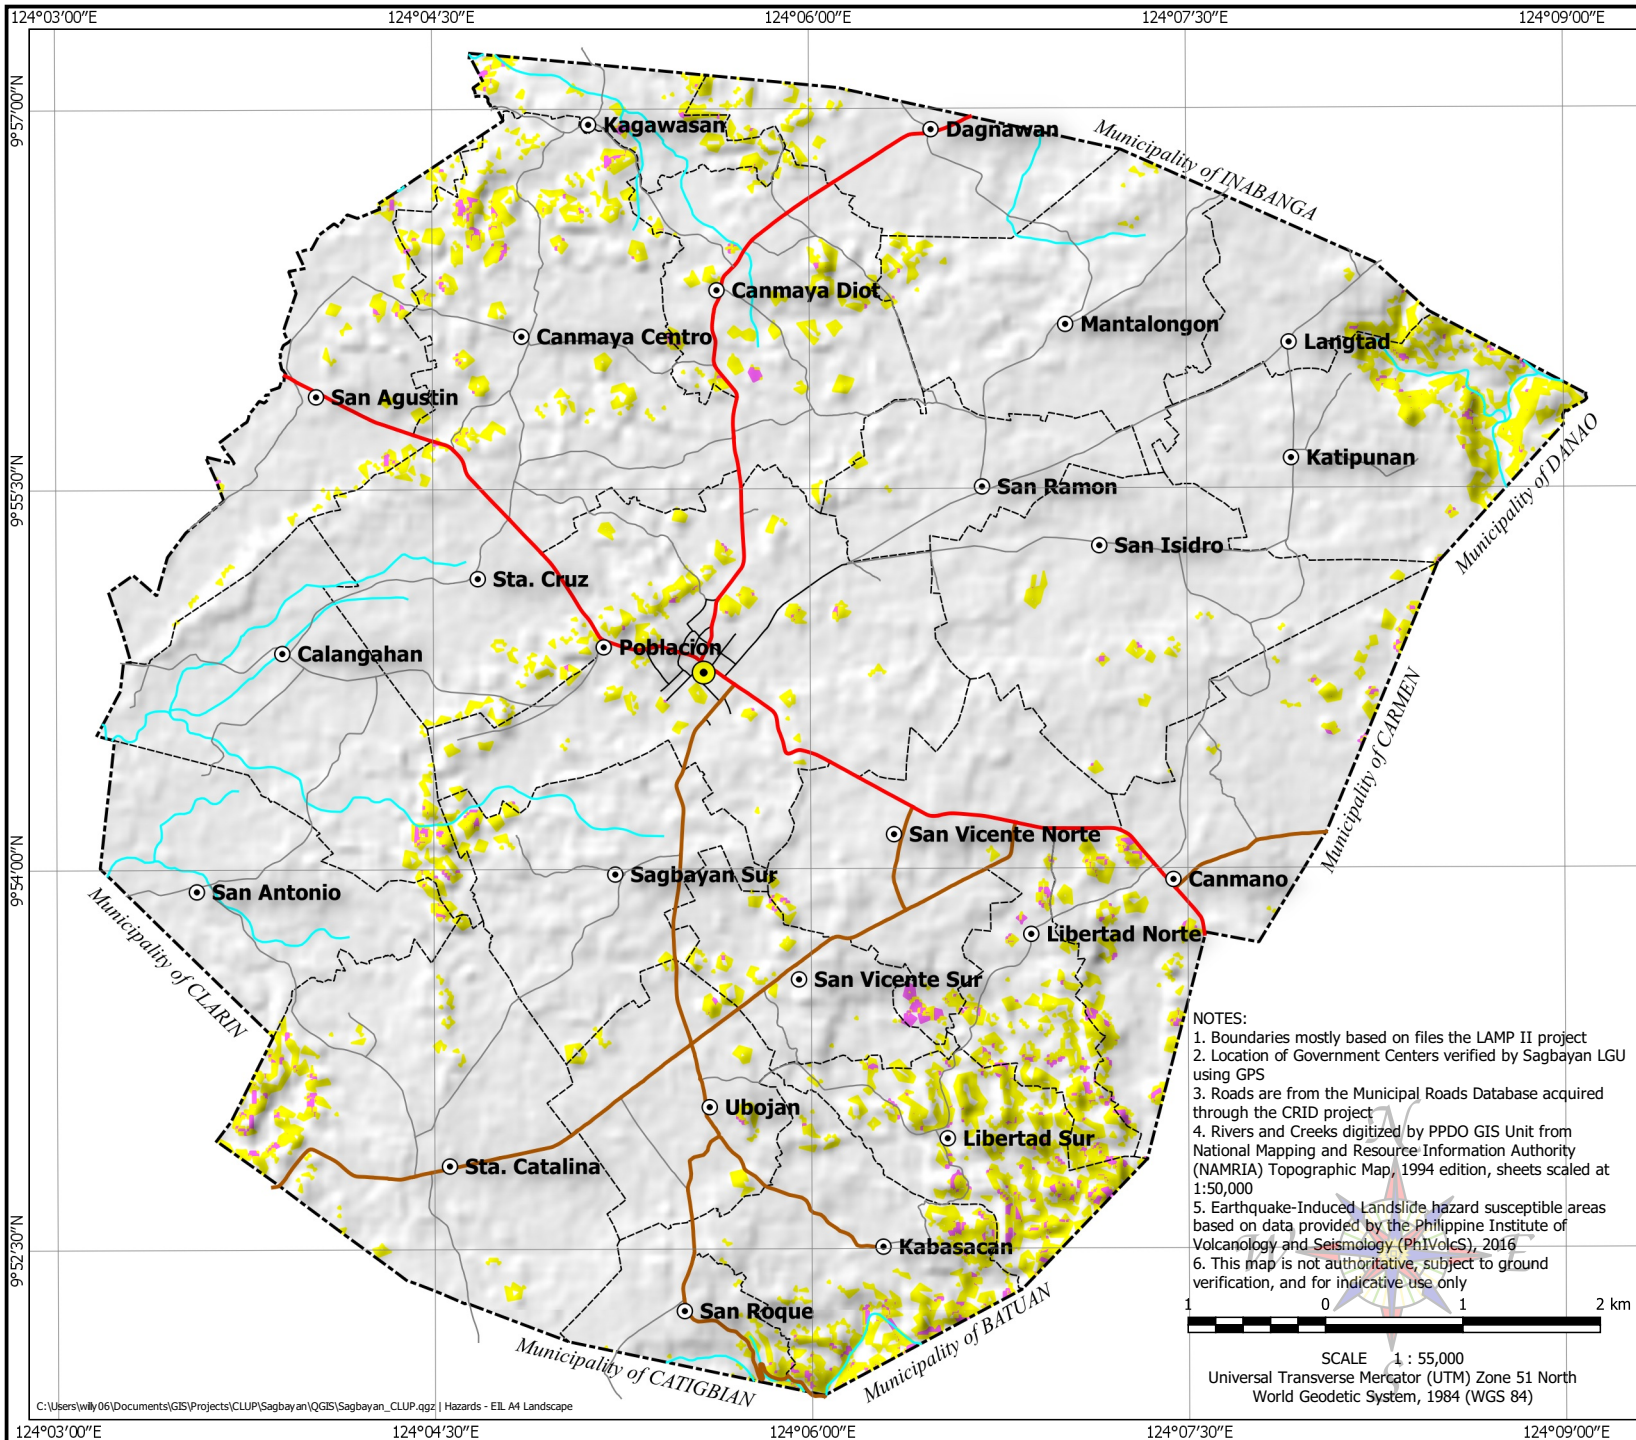 124°03'00"E
124°04'30"E
124°06'00"E
124°07'30"E
124°09'00"E
9°57'00"N
9°55'30"N
9°54'00"N
9°52'30"N
Kagawasan
Dagnawan
Municipality of INABANGA
Canmaya Diot
Mantalongon
Canmaya Centro
Langtad
San Agustin
Katipunan
Municipality of DANAO
San Ramon
San Isidro
Sta. Cruz
Poblacion
Calangahan
Municipality of CARMEN
San Vicente Norte
Sagbayan Sur
Canmano
San Antonio
Libertad Norte
Municipality of CLARIN
San Vicente Sur
Ubojan
Libertad Sur
Sta. Catalina
Kabasacan
San Roque
Municipality of BATUAN
Municipality of CATIGBIAN
NOTES:
1. Boundaries mostly based on files the LAMP II project
2. Location of Government Centers verified by Sagbayan LGU
using GPS
3. Roads are from the Municipal Roads Database acquired
through the CRID project
4. Rivers and Creeks digitized by PPDO GIS Unit from
National Mapping and Resource Information Authority
(NAMRIA) Topographic Map, 1994 edition, sheets scaled at
1:50,000
5. Earthquake-Induced Landslide hazard susceptible areas
based on data provided by the Philippine Institute of
Volcanology and Seismology (PhIVolcS), 2016
6. This map is not authoritative, subject to ground
verification, and for indicative use only
N
W
E
S
1 0 1 2 km
SCALE 1 : 55,000
Universal Transverse Mercator (UTM) Zone 51 North
World Geodetic System, 1984 (WGS 84)
C:\Users\willy06\Documents\GIS\Projects\CLUP\Sagbayan\QGIS\Sagbayan_CLUP.qgz | Hazards - EIL A4 Landscape
124°03'00"E
124°04'30"E
124°06'00"E
124°07'30"E
124°09'00"E